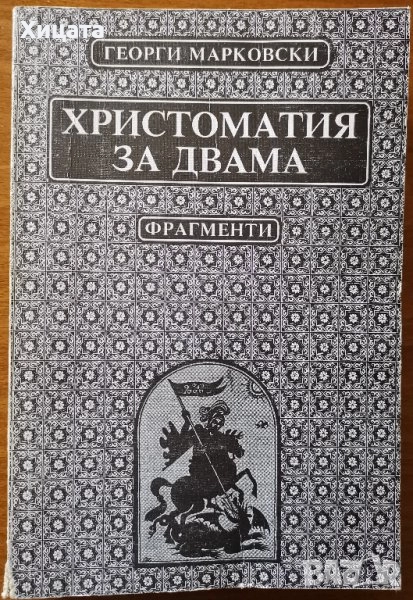 Хицата
ГЕОРГИ МАРКОВСКИ
ХРИСТОМАТИЯ
ЗА ДВАМА
ФРАГМЕНТИ